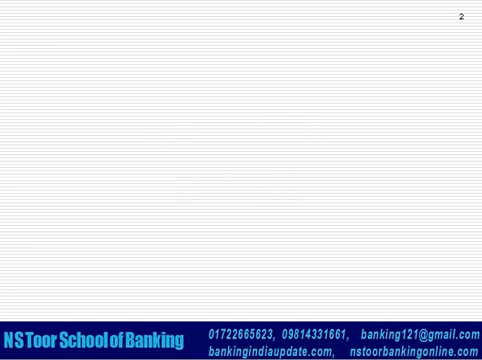 2
NS Toor School of Banking
01722665623, 09814331661, banking121@gmail.com
bankingindiaupdate.com, nstoorbankingonline.com